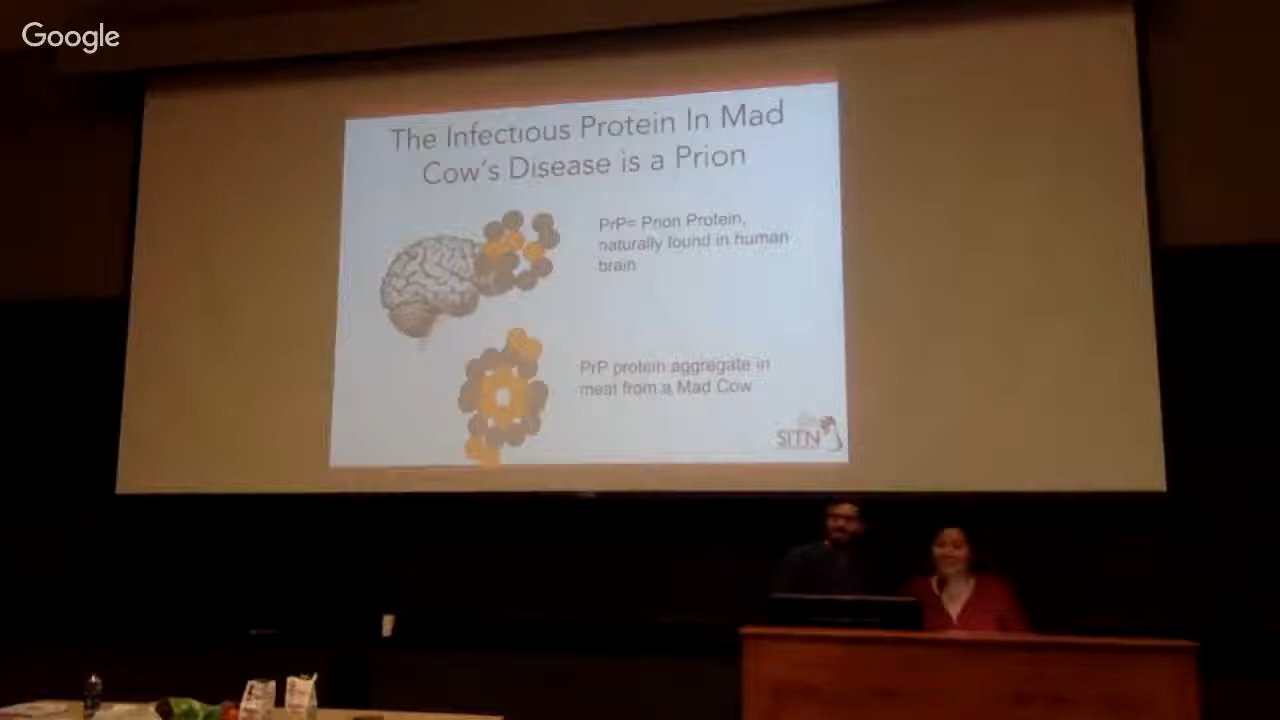 Google
The Infectious Protein In Mad
Cow's Disease is a Prion
PrP= Prion Protein,
naturally found in human
brain
PrP protein aggregate in
meat from a Mad Cow
SITN